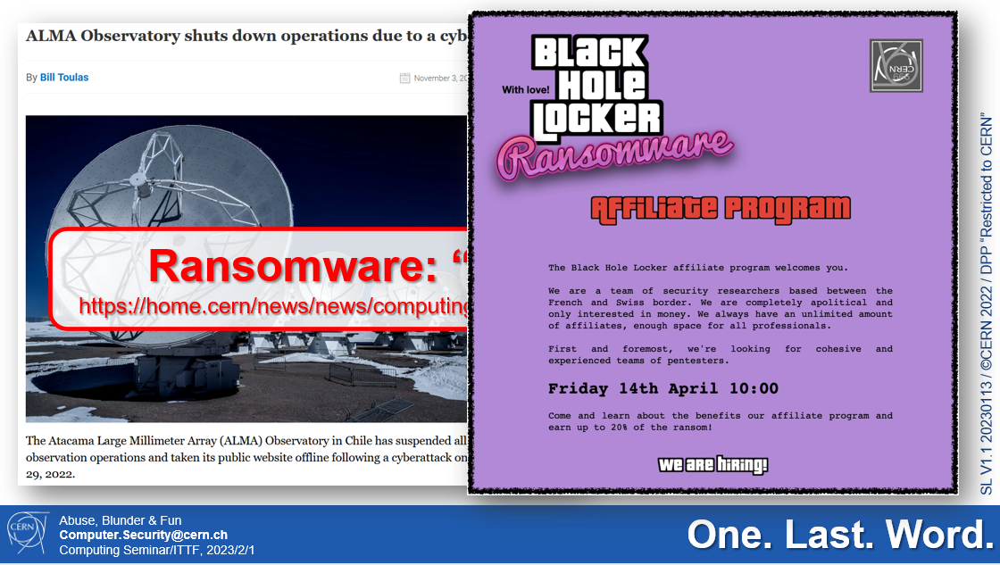 ALMA Observatory shuts down operations due to a cyb
By Bill Toulas
November 3, 20
Ransomware: “
https://home.cern/news/news/computing
The Atacama Large Millimeter Array (ALMA) Observatory in Chile has suspended all
observation operations and taken its public website offline following a cyberattack on
29, 2022.
With love!
BLACK
HOLE
LOCKER
Ransomware
CERN
AFFILIATE PROGRAM
The Black Hole Locker affiliate program welcomes you.
We are a team of security researchers based between the
French and Swiss border. We are completely apolitical and
only interested in money. We always have an unlimited amount
of affiliates, enough space for all professionals.
First and foremost, we're looking for cohesive and
experienced teams of pentesters.
Friday 14th April 10:00
Come and learn about the benefits our affiliate program and
earn up to 20% of the ransom!
WE ARE HIRING!
SL V1.1 20230113 / ©CERN 2022 / DPP “Restricted to CERN”
CERN
Abuse, Blunder & Fun
Computer.Security@cern.ch
Computing Seminar/ITTF, 2023/2/1
One. Last. Word.